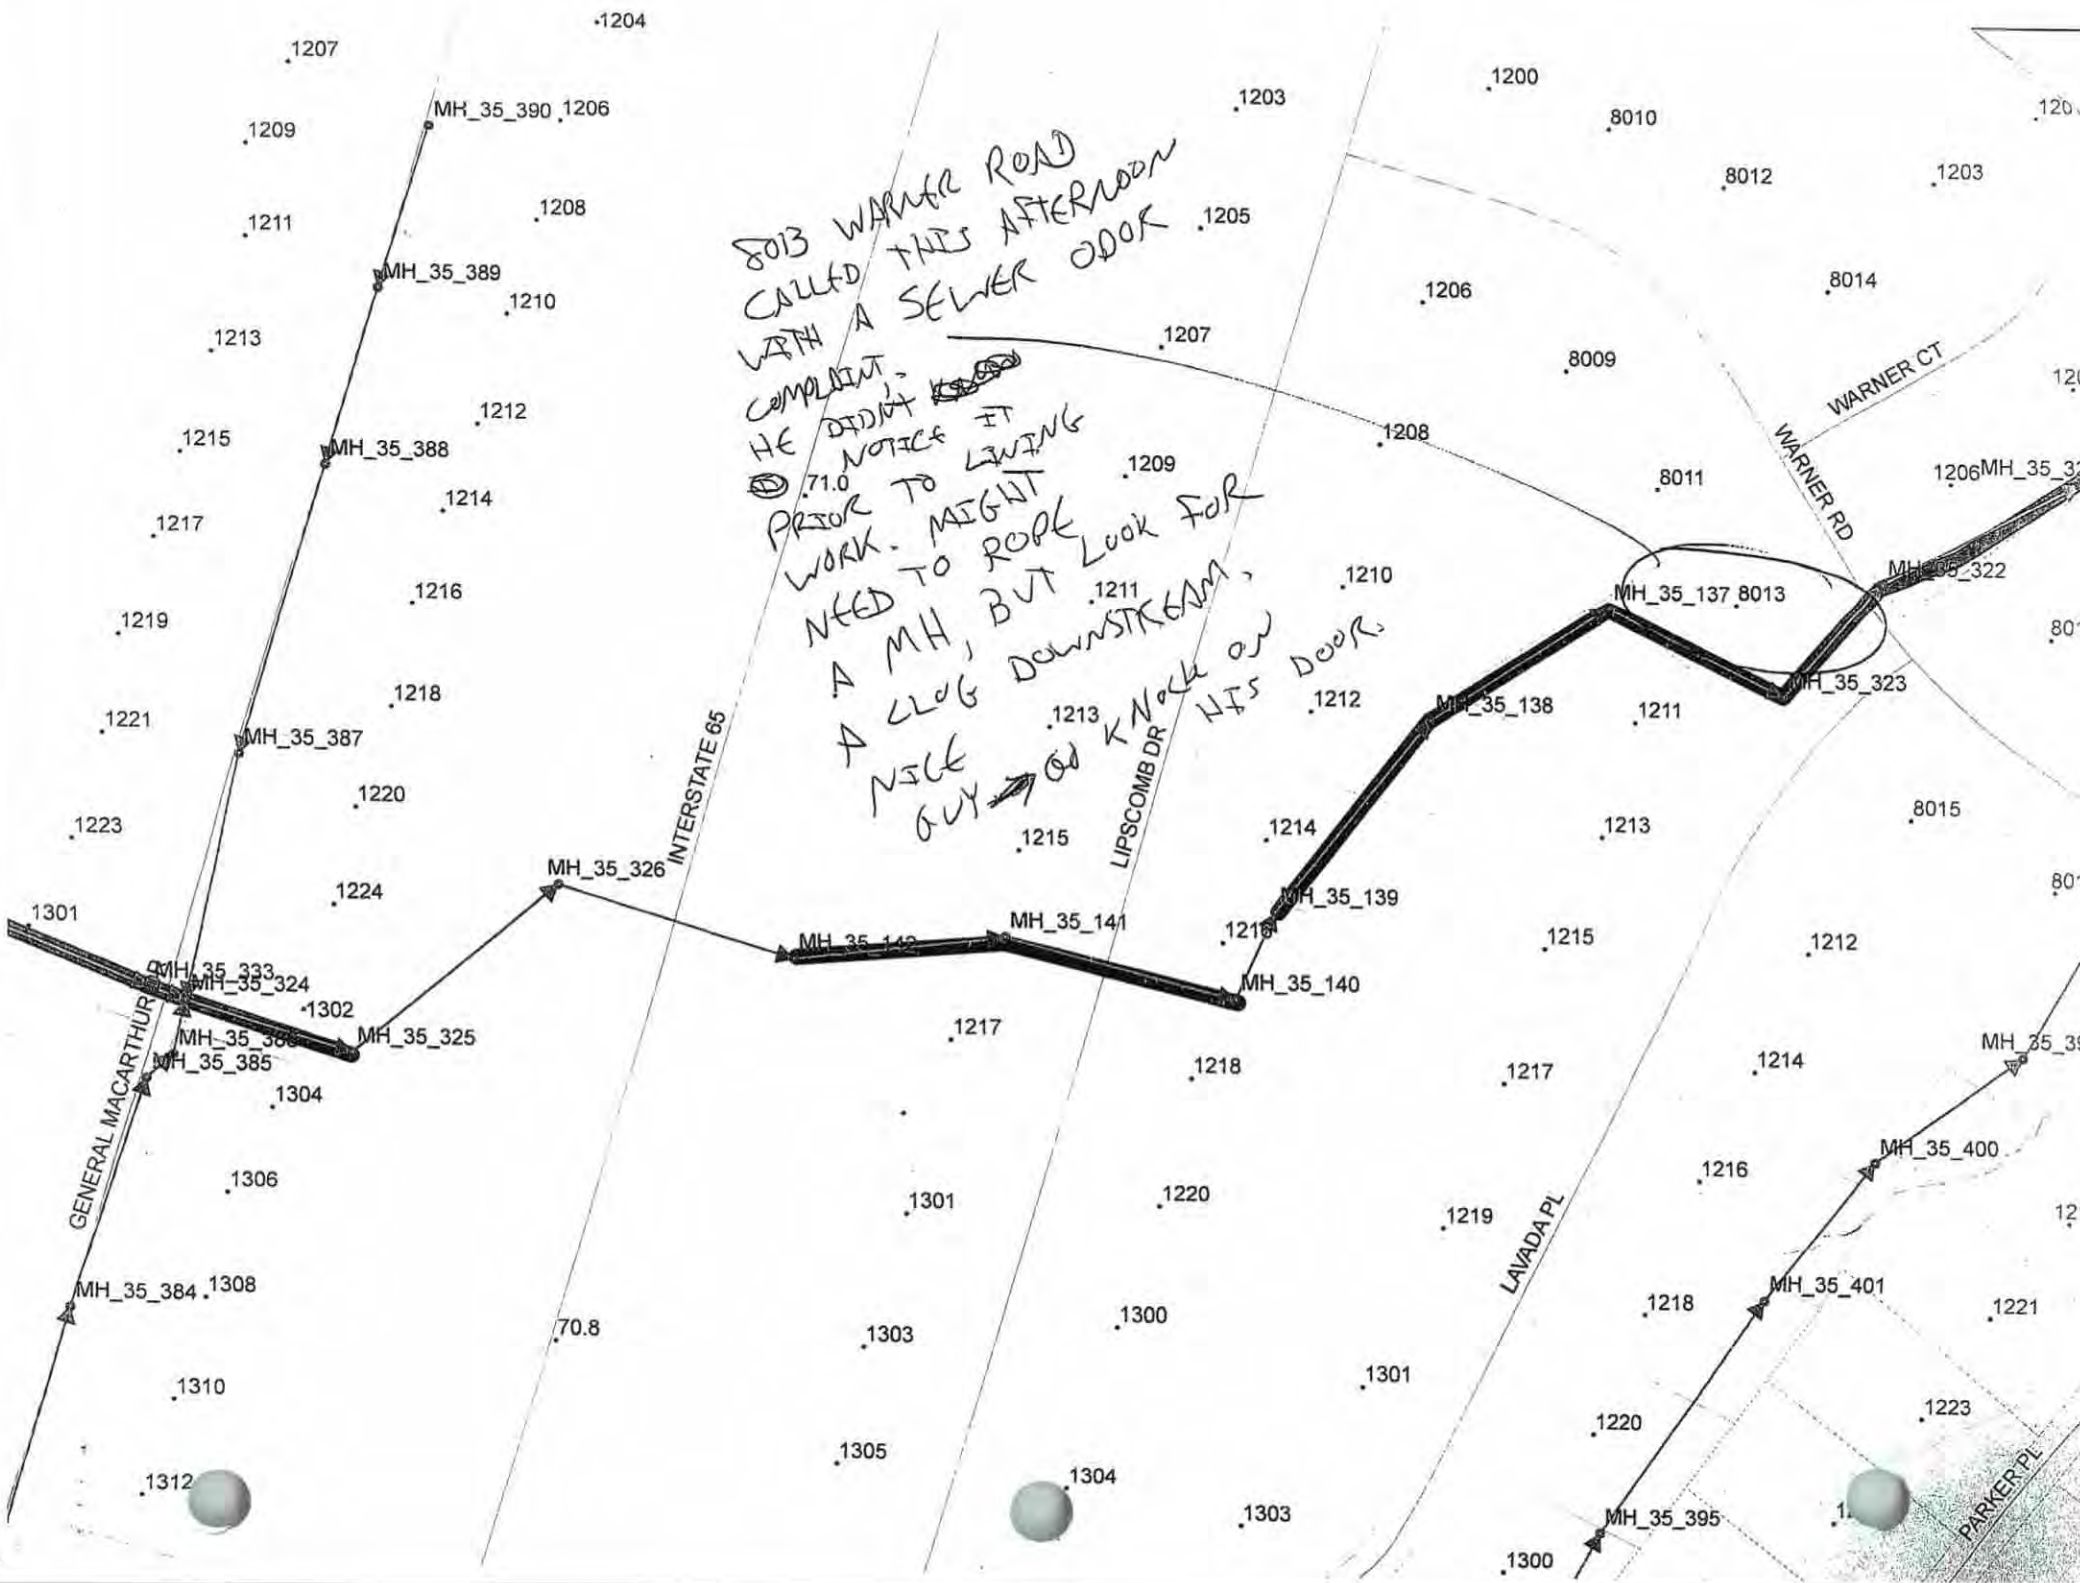 1204
1207
MH_35_390
1206
1203
1200
8010
1209
8012
1203
1208
1211
1205
MH_35_389
1210
1206
8014
1213
1207
8009
WARNER CT
1212
1215
1208
WARNER RD
MH_35_388
1214
71.0
1209
8011
1206
1217
8013 WARNER ROAD
CALLED THIS AFTERNOON
WITH A SEWER ODOR
COMPLAINT.
HE DIDNT
NOTICE IT
PRIOR TO LINING
WORK. MIGHT
NEED TO ROPE
A MH, BUT LOOK FOR
A CLOG DOWNSTREAM.
NICE
GUY → GO KNOCK ON
HIS DOOR.
1216
1219
1211
1210
MH_35_137
8013
MH_35_322
1218
1221
1213
1212
MH_35_138
MH_35_323
1211
MH_35_387
INTERSTATE 65
LIPSCOMB DR
1220
1223
1215
1214
1213
8015
MH_35_326
1224
1301
MH_35_141
MH_35_139
1216
1215
1212
MH_35_142
MH_35_333
MH_35_324
MH_35_140
1302
MH_35_325
1217
MH_35_385
GENERAL MACARTHUR
1304
1218
1217
1214
MH_35_400
1306
1301
1220
1219
1216
LAVADA PL
MH_35_384
1308
MH_35_401
1218
1221
70.8
1303
1300
1310
1301
1220
1223
1305
1304
1312
1303
MH_35_395
PARKER PL
1300